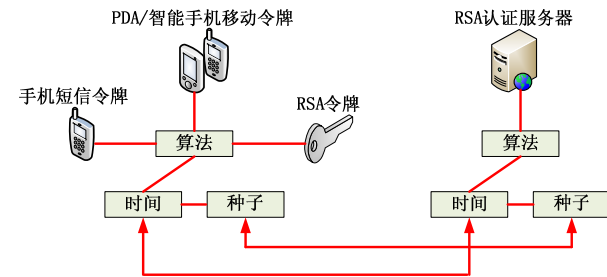 PDA/智能手机移动令牌
RSA认证服务器
手机短信令牌
RSA令牌
算法
算法
时间
种子
时间
种子